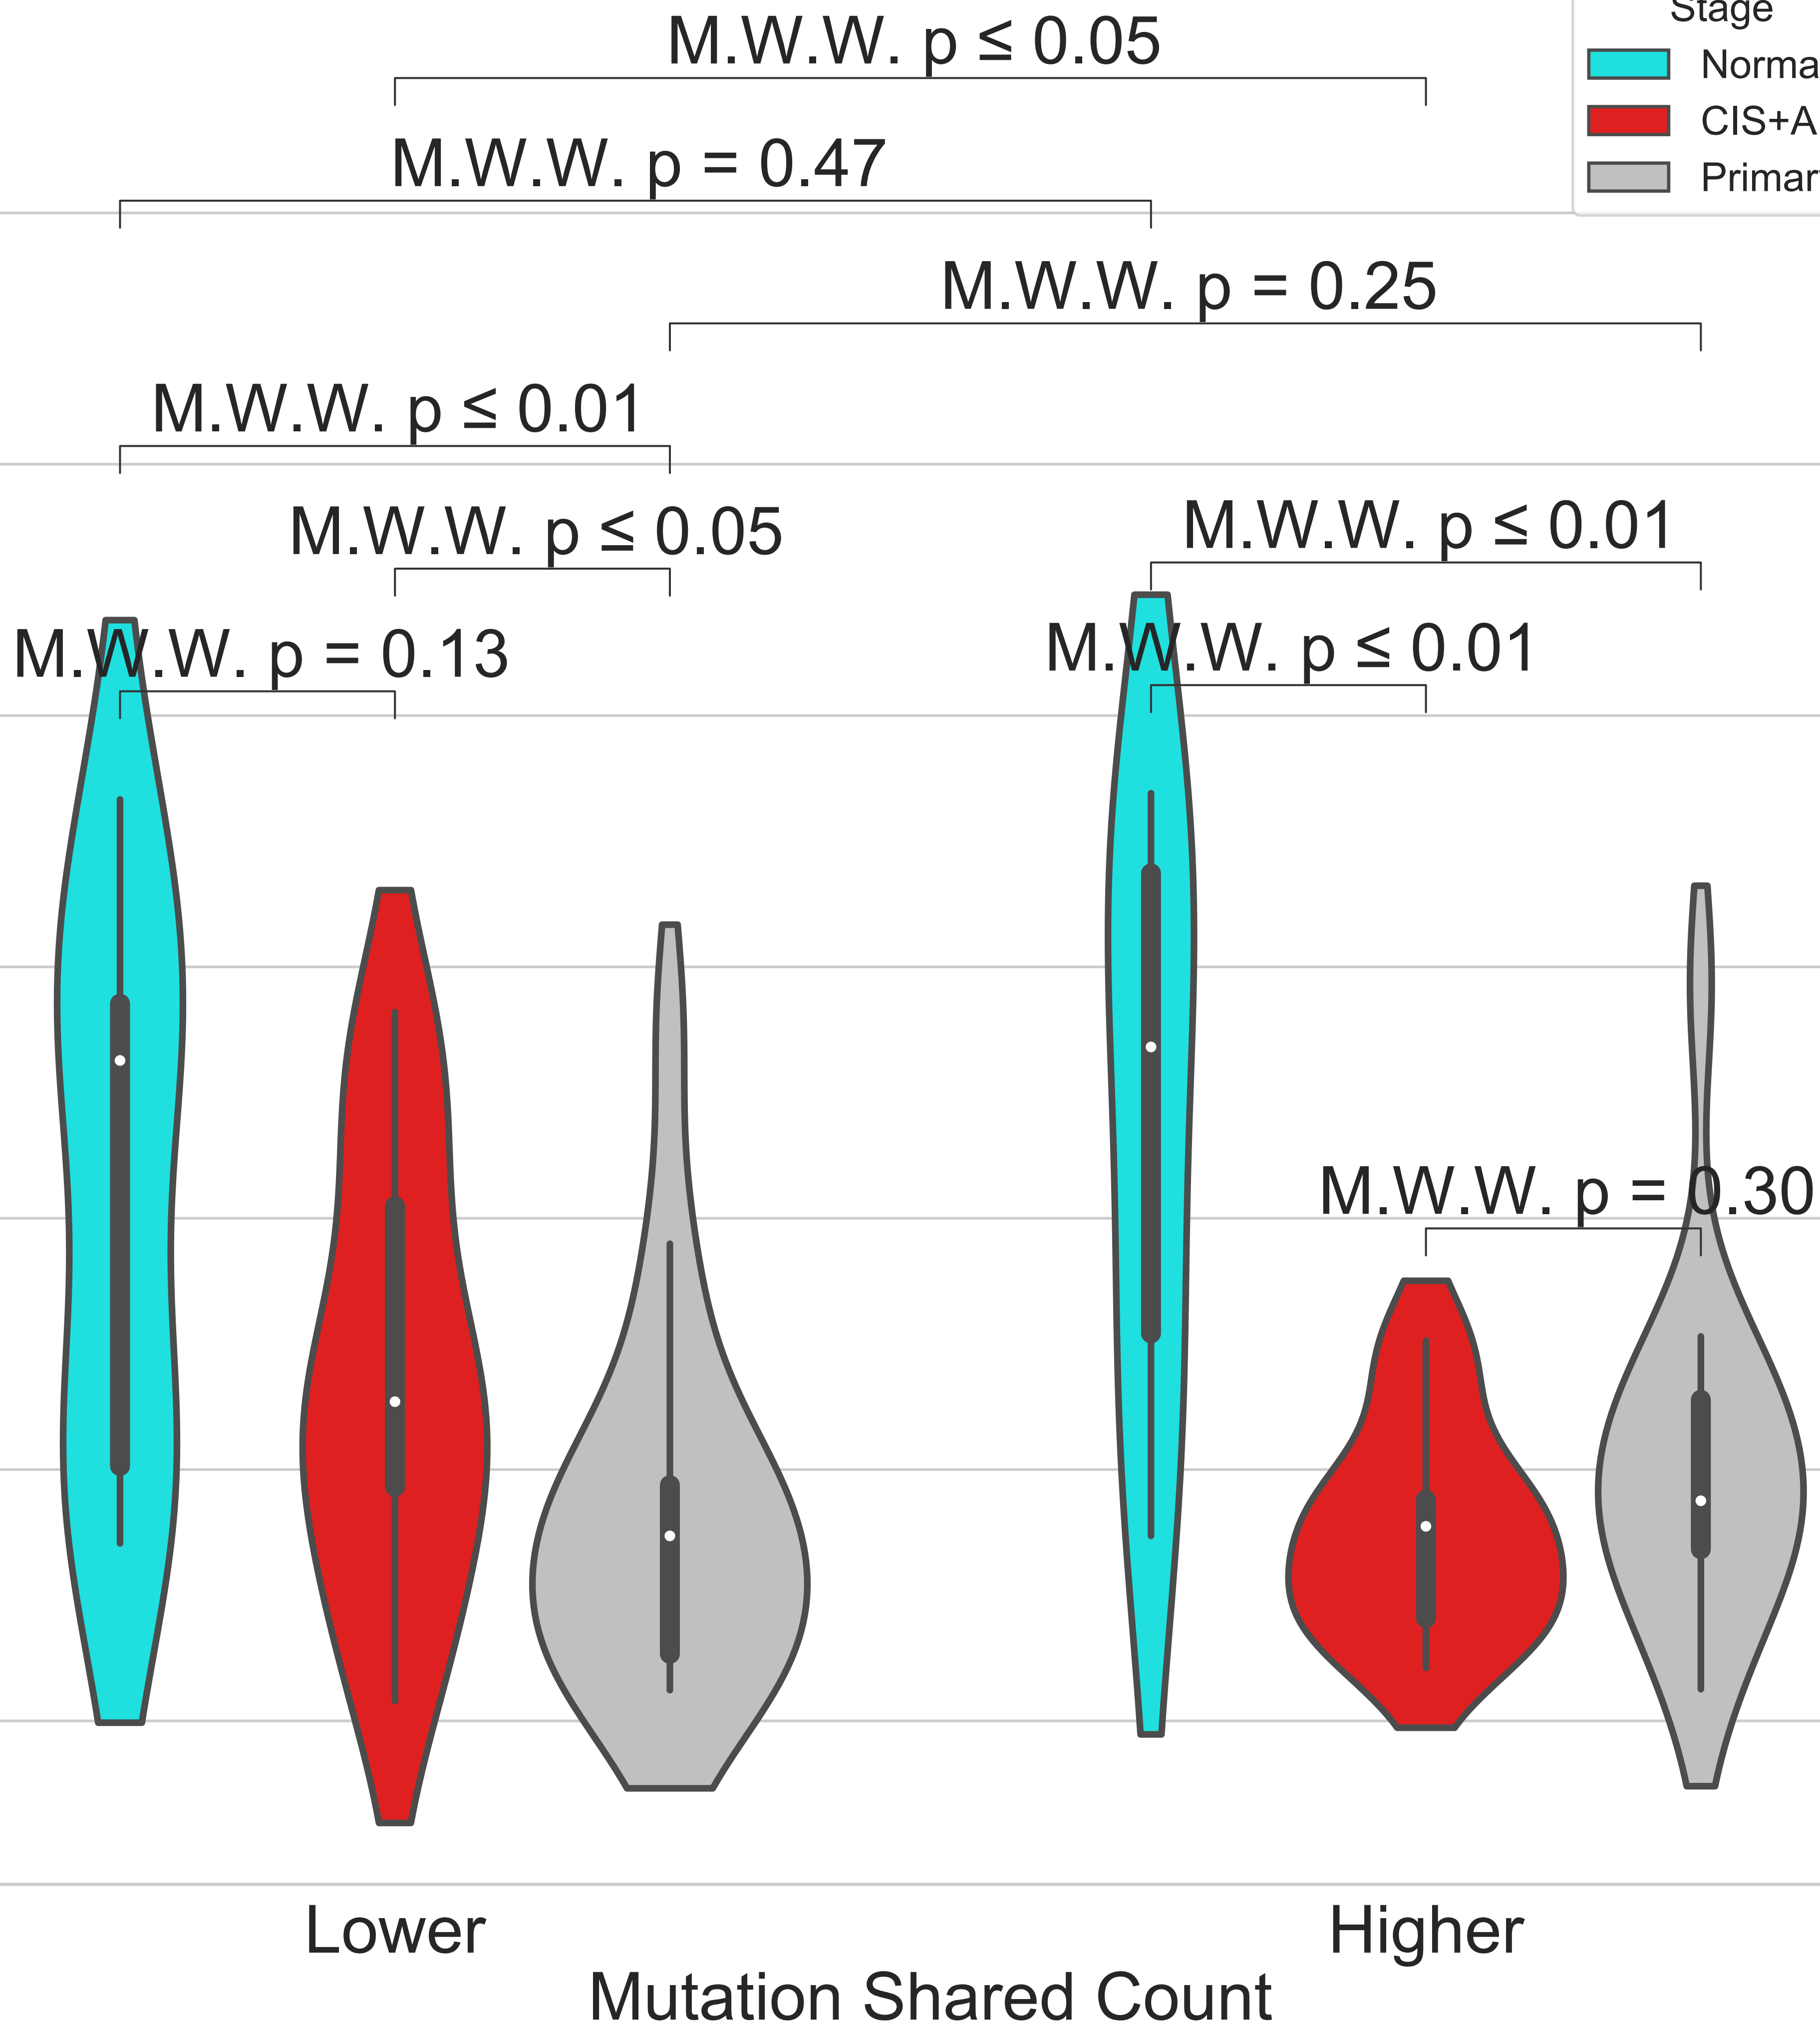 M.W.W. p ≤ 0.05
Stage
Norma
CIS+A
Primar
M.W.W. p = 0.47
M.W.W. p = 0.25
M.W.W. p ≤ 0.01
M.W.W. p ≤ 0.05
M.W.W. p ≤ 0.01
M.W.W. p = 0.13
M.W.W. p ≤ 0.01
M.W.W. p = 0.30
Lower
Higher
Mutation Shared Count